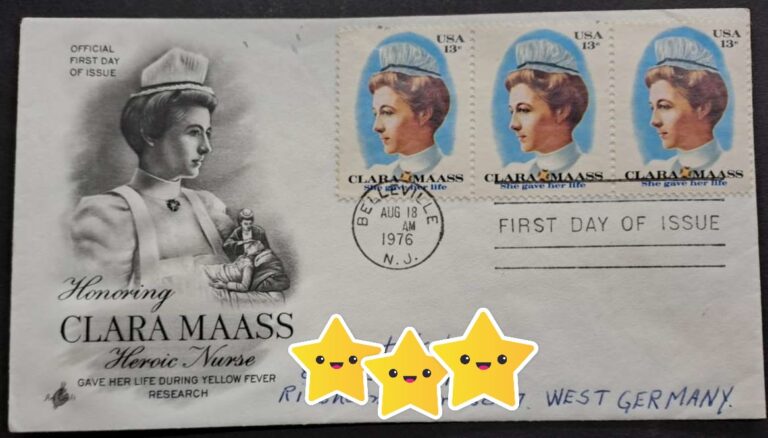 OFFICIAL
FIRST DAY
OF ISSUE
USA
13c
CLARA MAASS
She gave her life
USA
13c
CLARA MAASS
She gave her life
USA
13c
CLARA MAASS
She gave her life
BELLEVILLE
AUG 18
AM
1976
N.J.
FIRST DAY OF ISSUE
Honoring
CLARA MAASS
Heroic Nurse
GAVE HER LIFE DURING YELLOW FEVER
RESEARCH
WEST GERMANY.